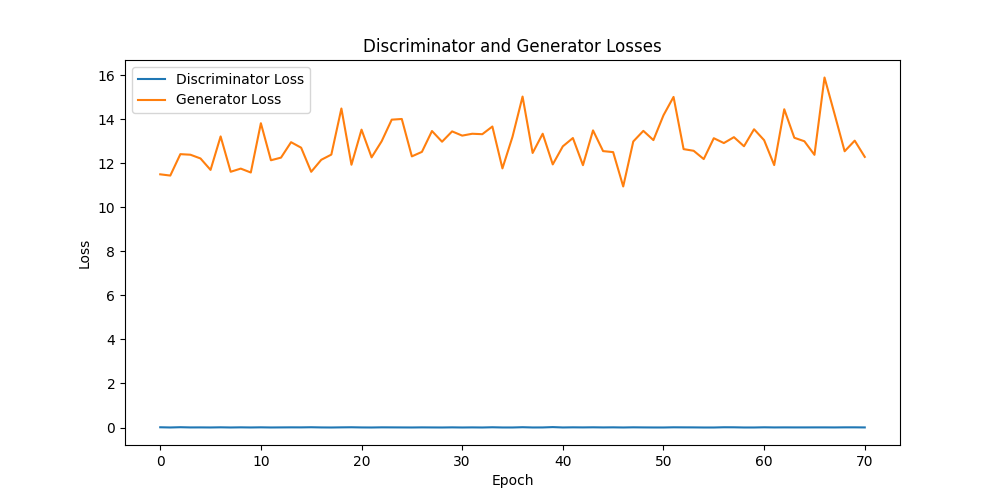 Discriminator and Generator Losses
Discriminator Loss
Generator Loss
16
14
12
10
8
6
4
2
0
Loss
0 10 20 30 40 50 60 70
Epoch